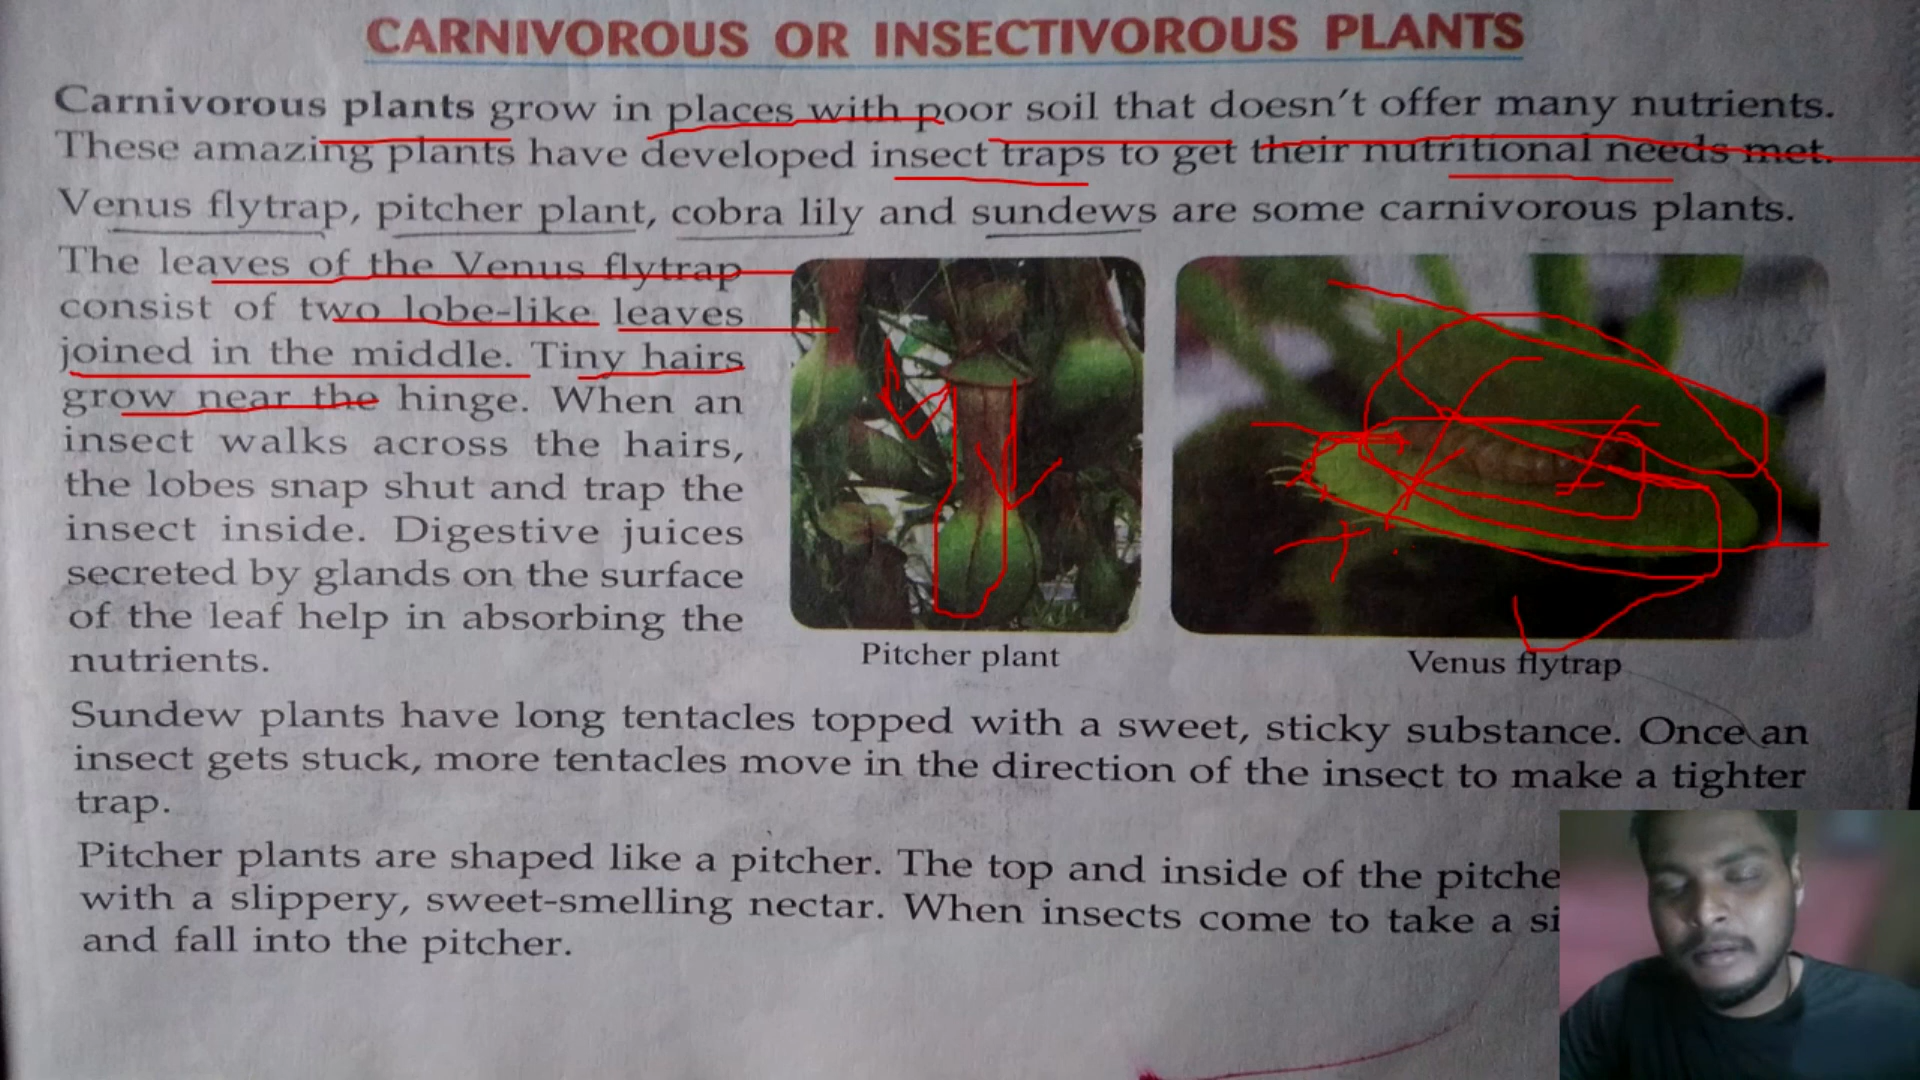 CARNIVOROUS OR INSECTIVOROUS PLANTS
Carnivorous plants grow in places with poor soil that doesn't offer many nutrients.
These amazing plants have developed insect traps to get their nutritional needs met.
Venus flytrap, pitcher plant, cobra lily and sundews are some carnivorous plants.
The leaves of the Venus flytrap
consist of two lobe-like leaves
joined in the middle. Tiny hairs
grow near the hinge. When an
insect walks across the hairs,
the lobes snap shut and trap the
insect inside. Digestive juices
secreted by glands on the surface
of the leaf help in absorbing the
nutrients.
Pitcher plant
Venus flytrap
Sundew plants have long tentacles topped with a sweet, sticky substance. Once an
insect gets stuck, more tentacles move in the direction of the insect to make a tighter
trap.
Pitcher plants are shaped like a pitcher. The top and inside of the
with a slippery, sweet-smelling nectar. When insects come to take a
and fall into the pitcher.